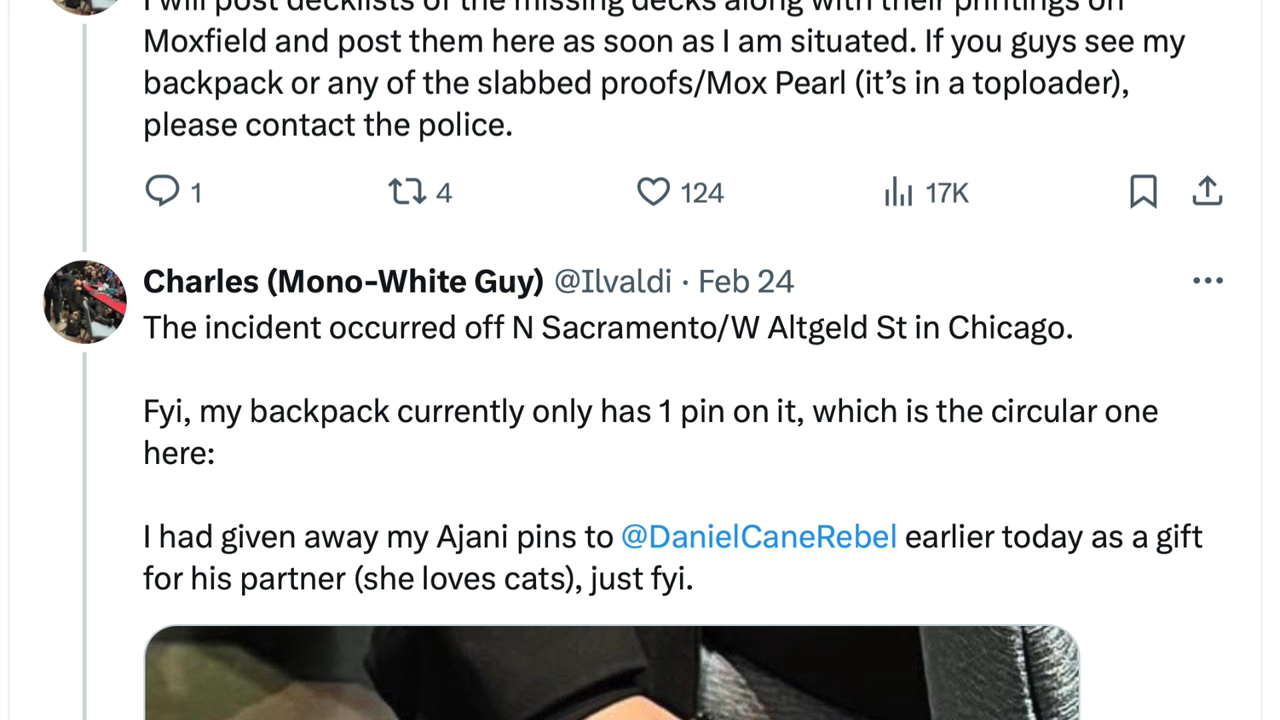 I will post decklists of the missing decks along with their printings on
Moxfield and post them here as soon as I am situated. If you guys see my
backpack or any of the slabbed proofs/Mox Pearl (it’s in a toploader),
please contact the police.
1 4 124 17K
Charles (Mono-White Guy) @Ilvaldi · Feb 24
The incident occurred off N Sacramento/W Altgeld St in Chicago.
Fyi, my backpack currently only has 1 pin on it, which is the circular one
here:
I had given away my Ajani pins to @DanielCaneRebel earlier today as a gift
for his partner (she loves cats), just fyi.